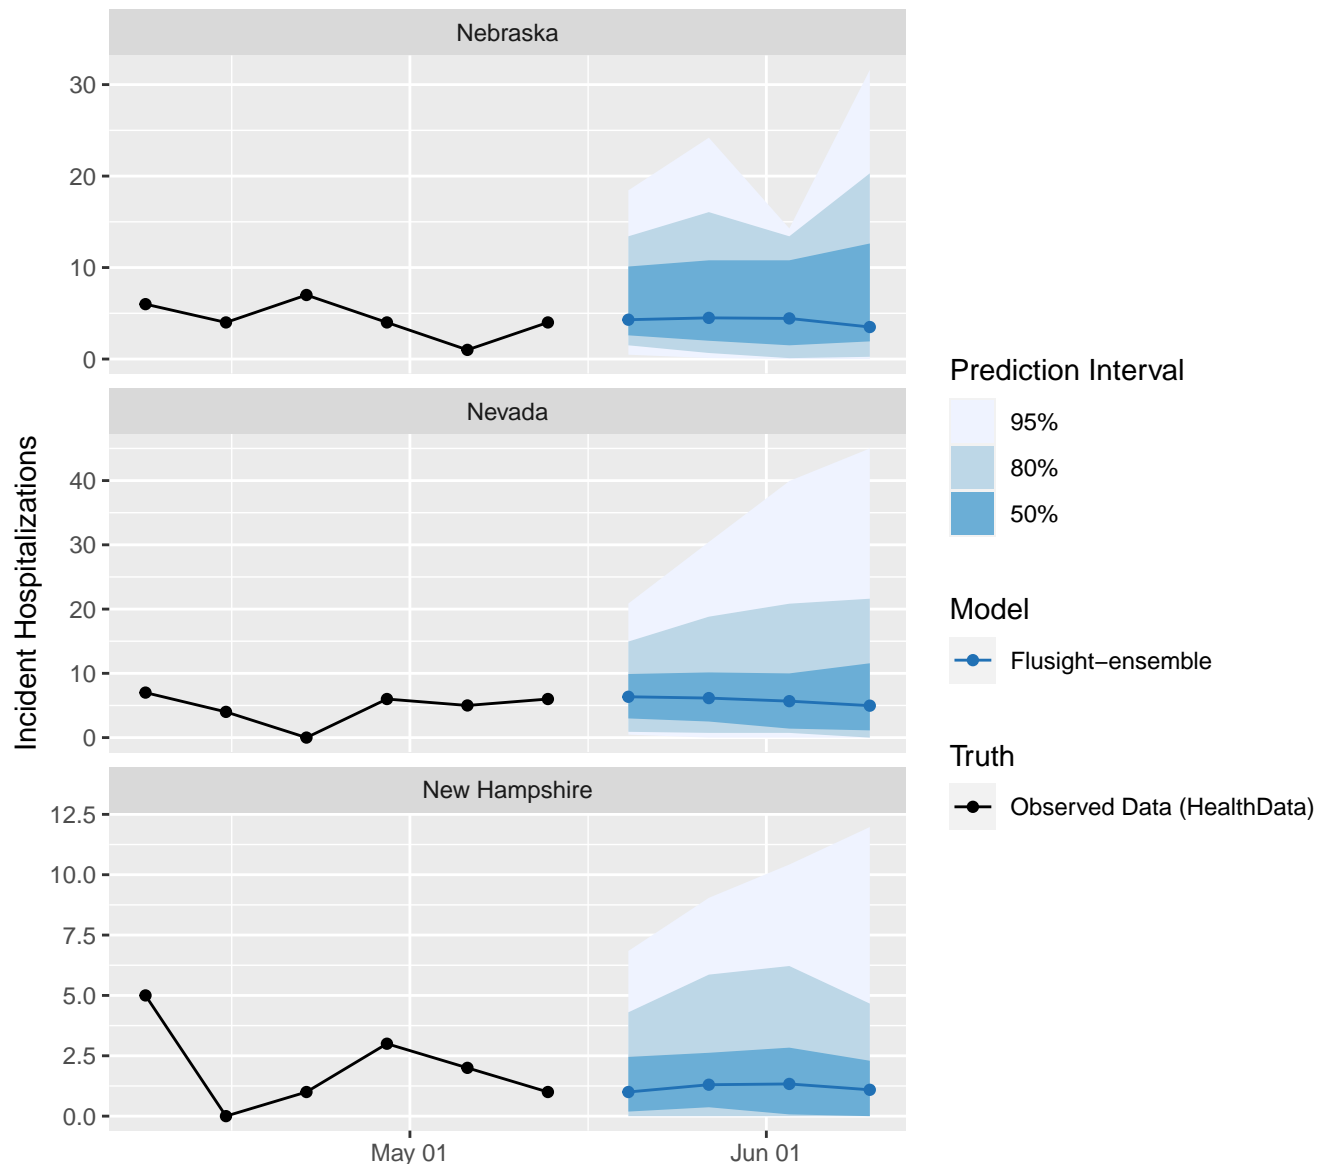 Nebraska
30
20
10
0
Nevada
40
30
20
10
0
New Hampshire
12.5
10.0
7.5
5.0
2.5
0.0
May 01
Jun 01
Incident Hospitalizations
Prediction Interval
95%
80%
50%
Model
Flusight−ensemble
Truth
Observed Data (HealthData)